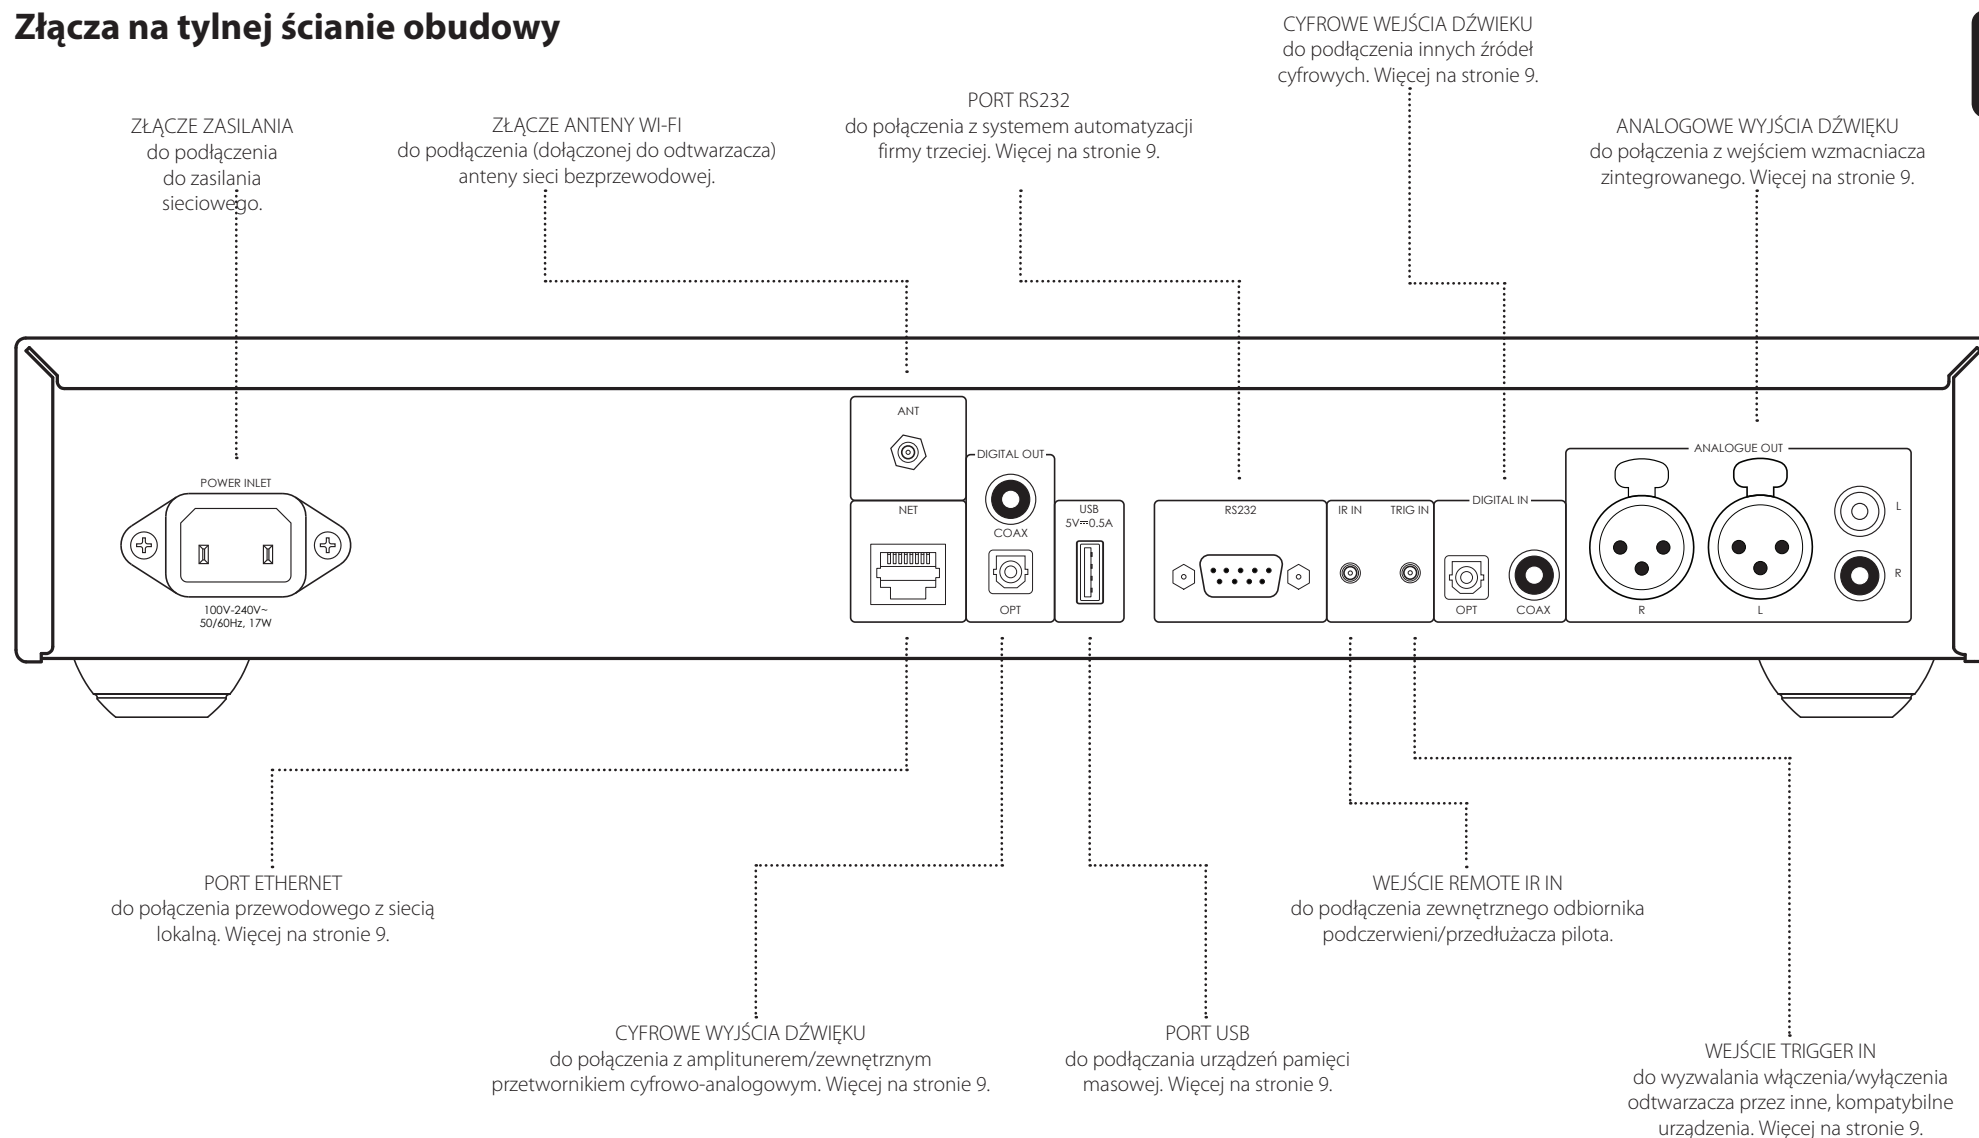 Złącza na tylnej ścianie obudowy
CYFROWE WEJŚCIA DŹWIEKU
do podłączenia innych źródeł
cyfrowych. Więcej na stronie 9.
ZŁĄCZE ZASILANIA
do podłączenia
do zasilania
sieciowego.
ZŁĄCZE ANTENY WI-FI
do podłączenia (dołączonej do odtwarzacza)
anteny sieci bezprzewodowej.
PORT RS232
do połączenia z systemem automatyzacji
firmy trzeciej. Więcej na stronie 9.
ANALOGOWE WYJŚCIA DŹWIĘKU
do połączenia z wejściem wzmacniacza
zintegrowanego. Więcej na stronie 9.
POWER INLET
100V-240V~
50/60Hz, 17W
ANT
NET
DIGITAL OUT
COAX
OPT
USB
5V⎓0.5A
RS232
IR IN
TRIG IN
DIGITAL IN
OPT
COAX
ANALOGUE OUT
R
L
L
R
PORT ETHERNET
do połączenia przewodowego z siecią
lokalną. Więcej na stronie 9.
WEJŚCIE REMOTE IR IN
do podłączenia zewnętrznego odbiornika
podczerwieni/przedłużacza pilota.
CYFROWE WYJŚCIA DŹWIĘKU
do połączenia z amplitunerem/zewnętrznym
przetwornikiem cyfrowo-analogowym. Więcej na stronie 9.
PORT USB
do podłączania urządzeń pamięci
masowej. Więcej na stronie 9.
WEJŚCIE TRIGGER IN
do wyzwalania włączenia/wyłączenia
odtwarzacza przez inne, kompatybilne
urządzenia. Więcej na stronie 9.